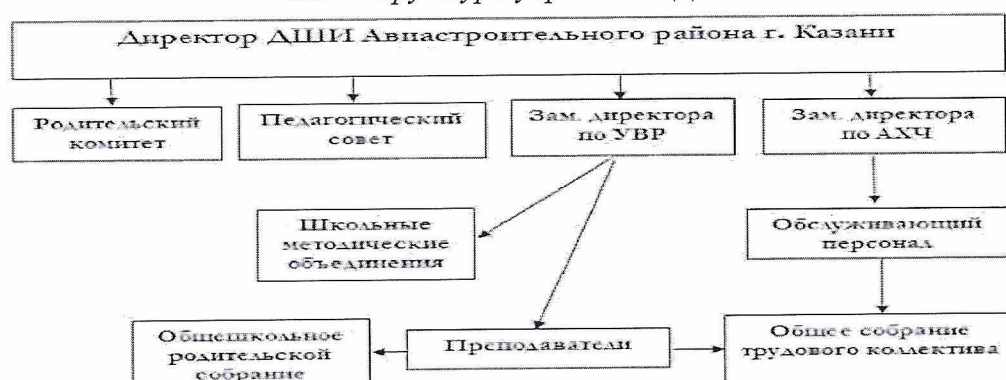 Директор ДШИ Авиастроительного района г. Казани
Родительский
комитет
Педагогический
совет
Зам. директора
по УВР
Зам. директора
по АХЧ
Школьные
методические
объединения
Обслуживающий
персонал
Общешкольное
родительской
собрание
Преподаватели
Общее собрание
трудового коллектива